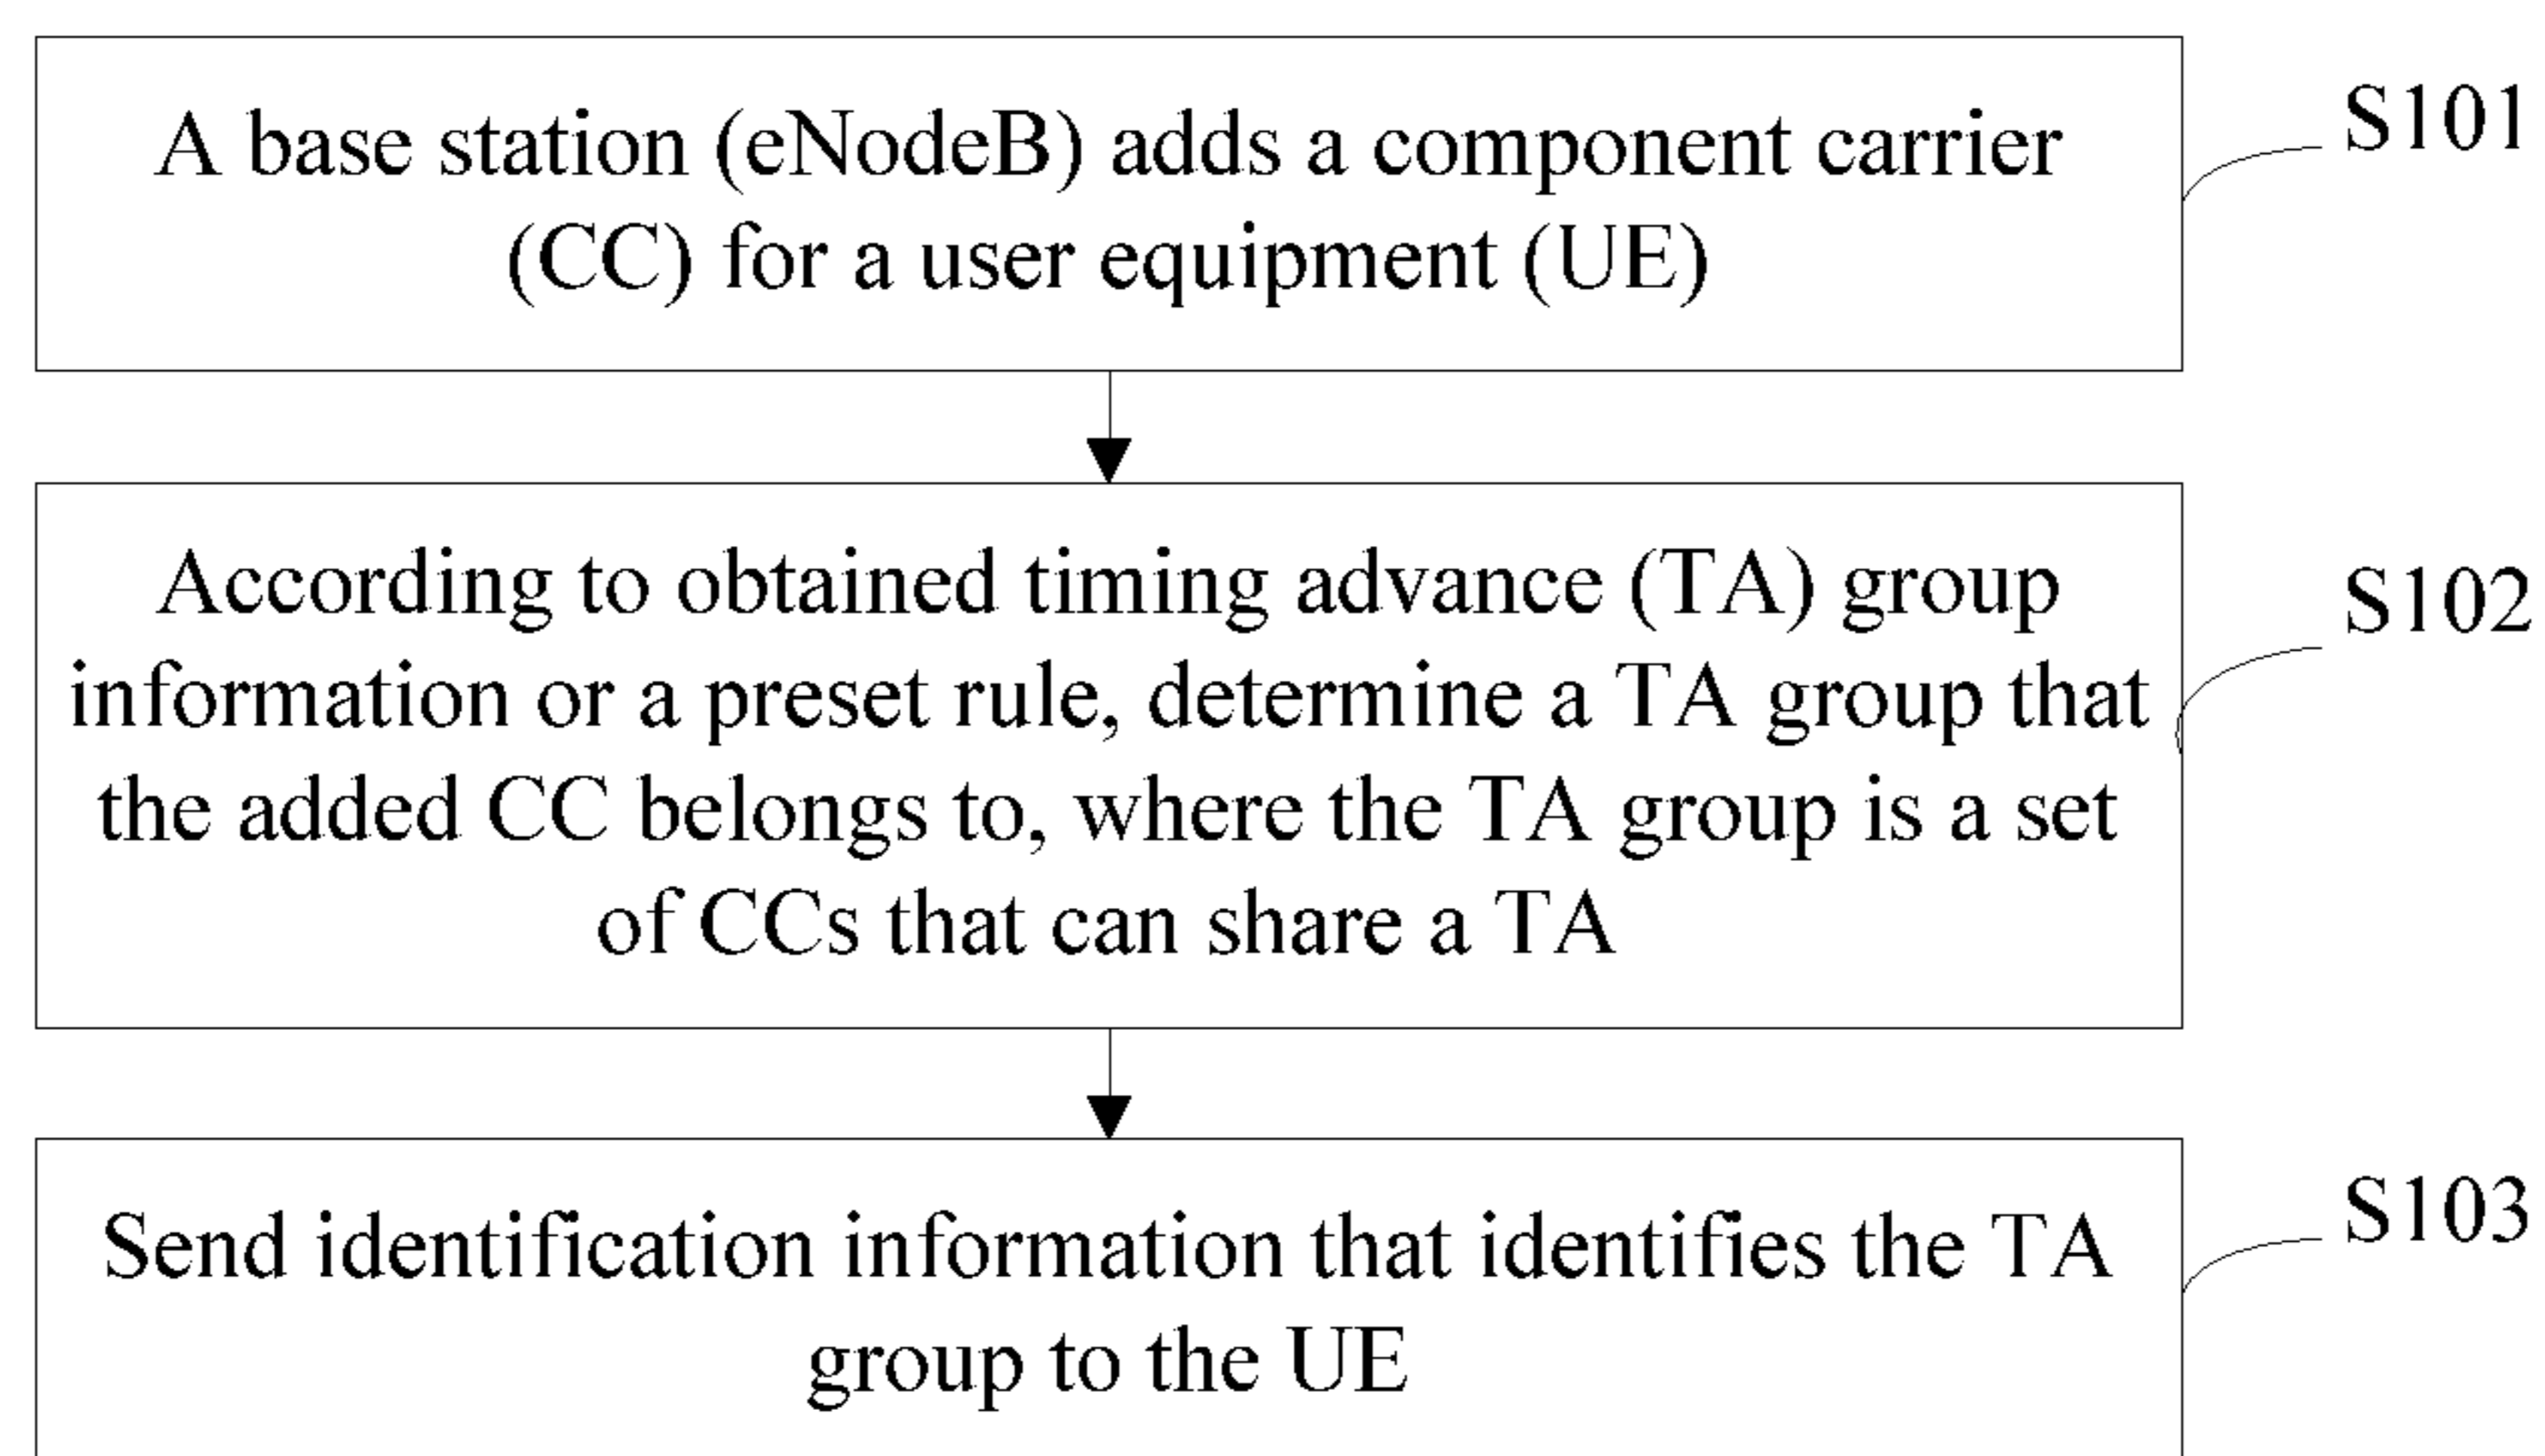 A base station (eNodeB) adds a component carrier
(CC) for a user equipment (UE)
S101
According to obtained timing advance (TA) group
information or a preset rule, determine a TA group that
the added CC belongs to, where the TA group is a set
of CCs that can share a TA
S102
Send identification information that identifies the TA
group to the UE
S103